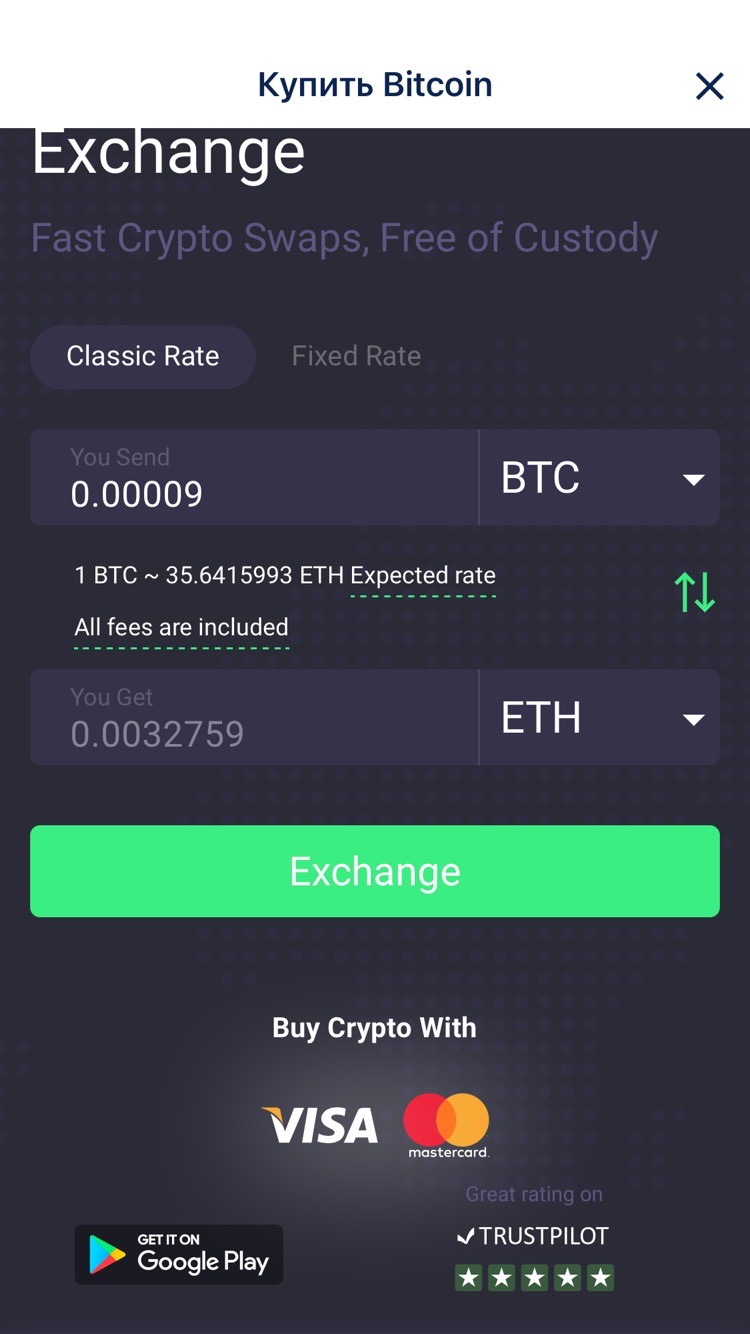 Купить Bitcoin
Exchange
Fast Crypto Swaps, Free of Custody
Classic Rate
Fixed Rate
You Send
0.00009
BTC
1 BTC ~ 35.6415993 ETH Expected rate
All fees are included
You Get
0.0032759
ETH
Exchange
Buy Crypto With
VISA
mastercard.
Great rating on
TRUSTPILOT
GET IT ON
Google Play